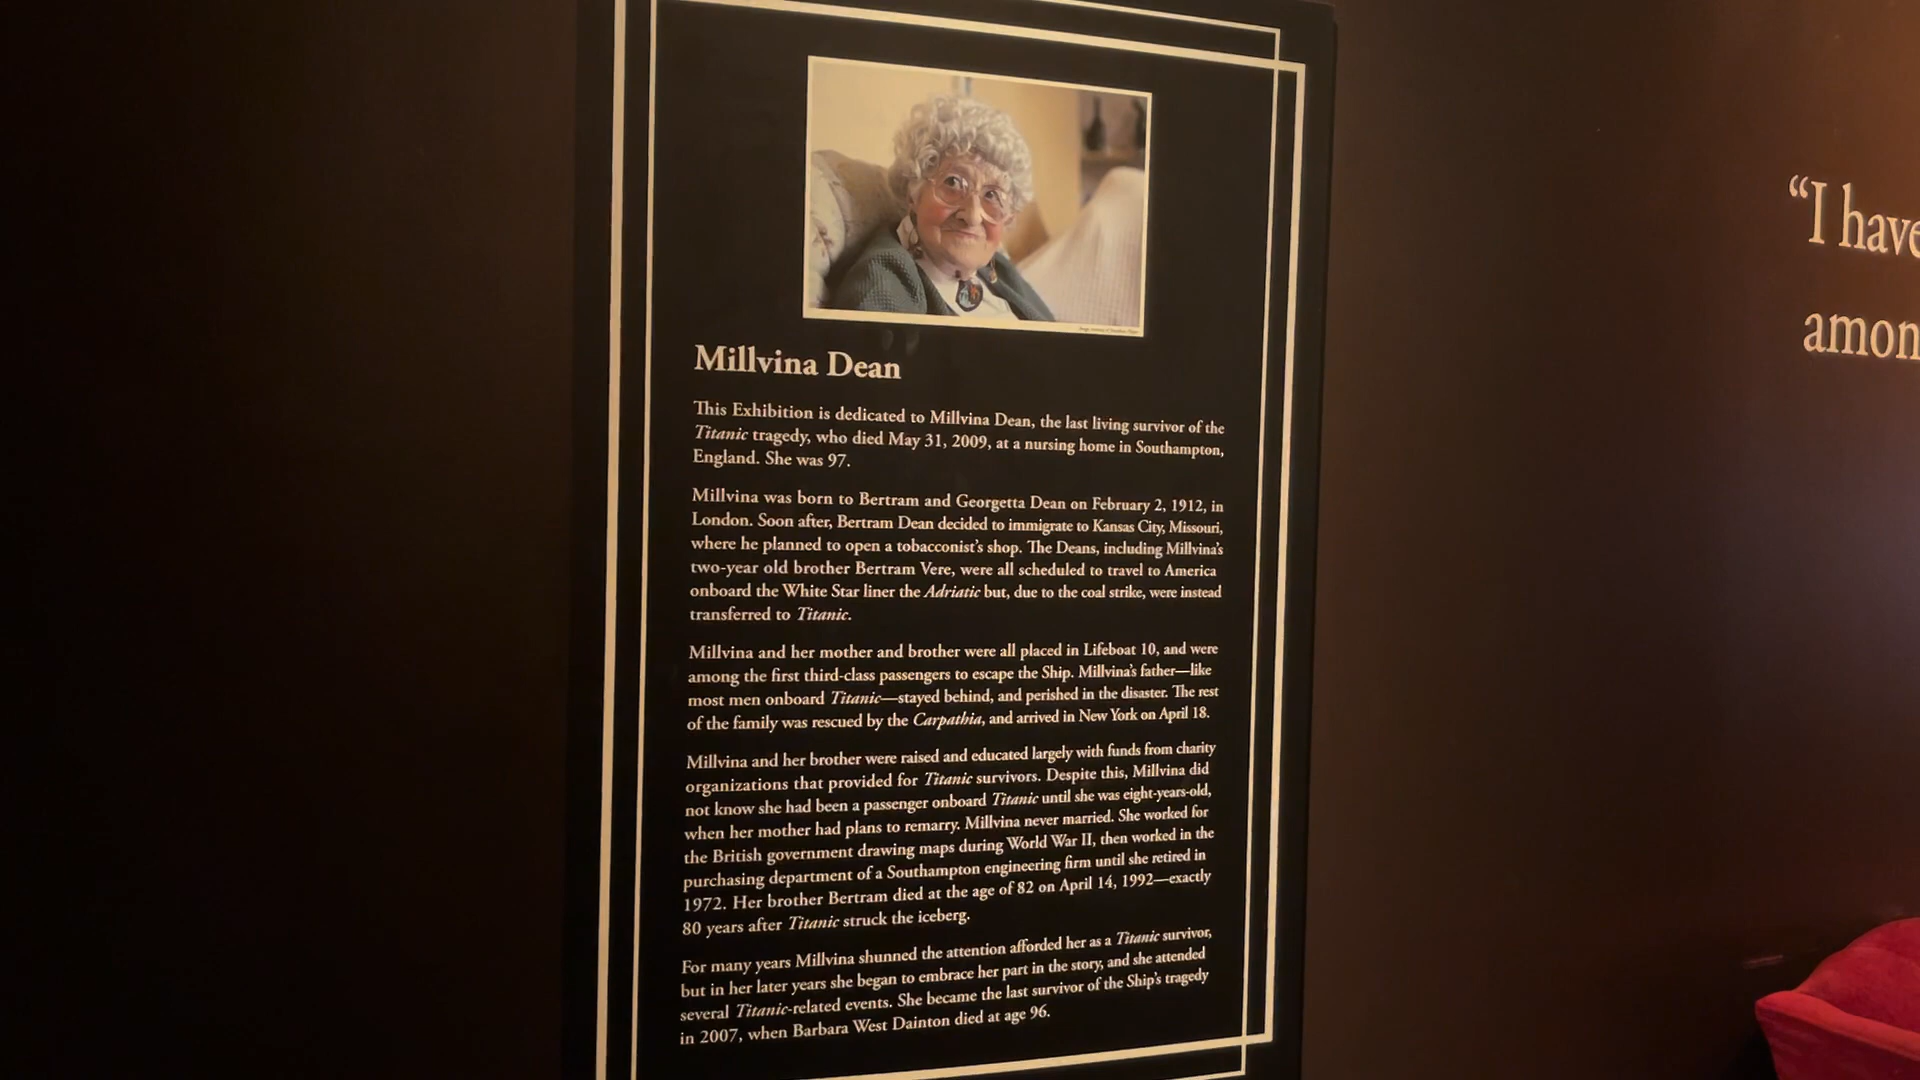 Millvina Dean
This Exhibition is dedicated to Millvina Dean, the last living survivor of the
Titanic tragedy, who died May 31, 2009, at a nursing home in Southampton,
England. She was 97.
Millvina was born to Bertram and Georgetta Dean on February 2, 1912, in
London. Soon after, Bertram Dean decided to immigrate to Kansas City, Missouri,
where he planned to open a tobacconist's shop. The Deans, including Millvina's
two-year old brother Bertram Vere, were all scheduled to travel to America
onboard the White Star liner the Adriatic but, due to the coal strike, were instead
transferred to Titanic.
Millvina and her mother and brother were all placed in Lifeboat 10, and were
among the first third-class passengers to escape the Ship. Millvina's father—like
most men onboard Titanic—stayed behind, and perished in the disaster. The rest
of the family was rescued by the Carpathia, and arrived in New York on April 18.
Millvina and her brother were raised and educated largely with funds from charity
organizations that provided for Titanic survivors. Despite this, Millvina did
not know she had been a passenger onboard Titanic until she was eight-years-old,
when her mother had plans to remarry. Millvina never married. She worked for
the British government drawing maps during World War II, then worked in the
purchasing department of a Southampton engineering firm until she retired in
1972. Her brother Bertram died at the age of 82 on April 14, 1992—exactly
80 years after Titanic struck the iceberg.
For many years Millvina shunned the attention afforded her as a Titanic survivor,
but in her later years she began to embrace her part in the story, and she attended
several Titanic-related events. She became the last survivor of the Ship's tragedy
in 2007, when Barbara West Dainton died at age 96.
“I have
amon